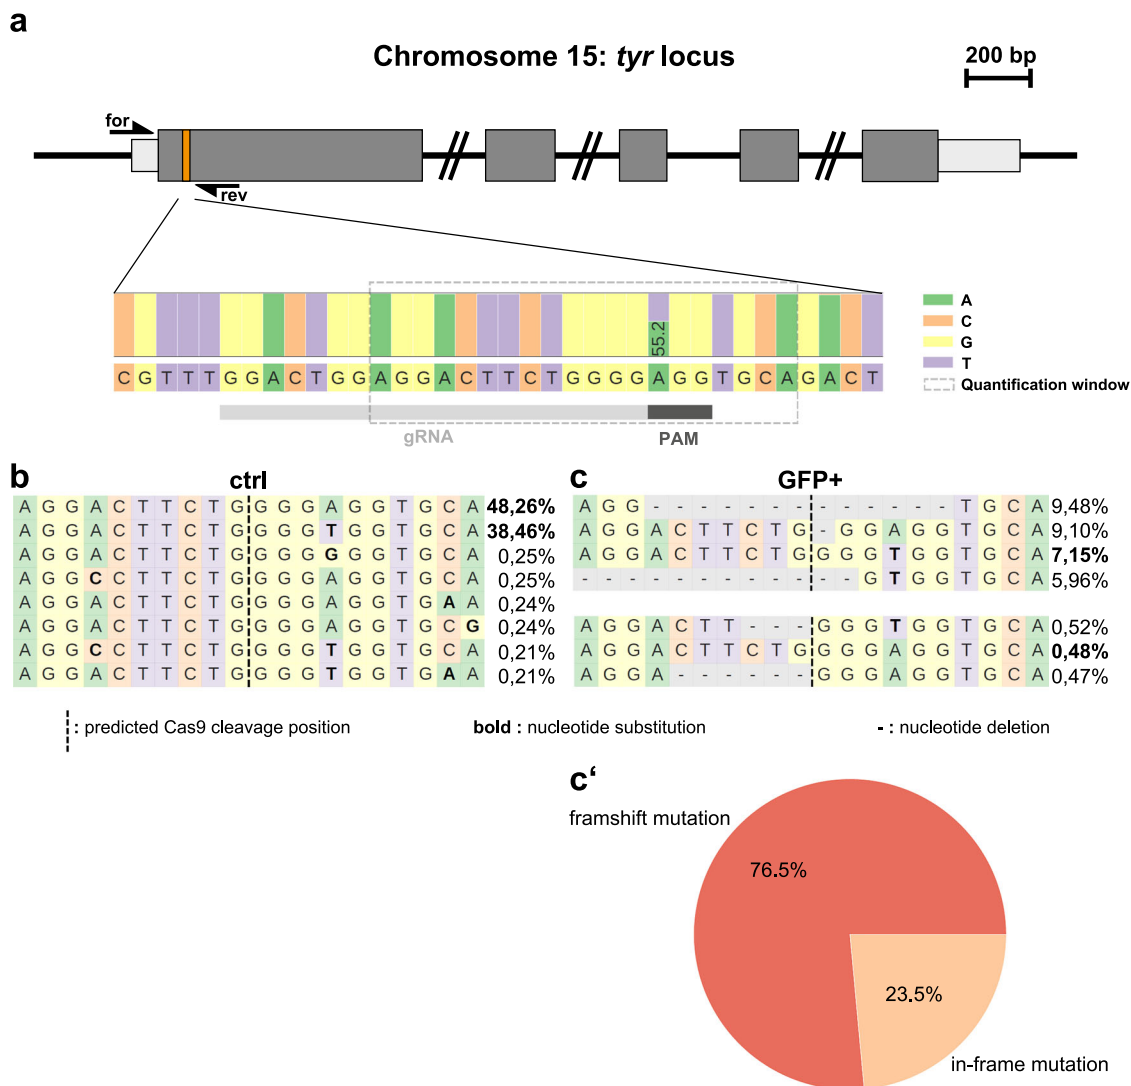 a
Chromosome 15: tyr locus
200 bp
for
rev
55.2
A
C
G
T
Quantification window
C G T T T G G A C T G G A G G A C T T C T G G G G A G G T G C A G A C T
gRNA
PAM
b
ctrl
A G G A C T T C T G G G G A G G T G C A 48,26%
A G G A C T T C T G G G G T G G T G C A 38,46%
A G G A C T T C T G G G G G G G T G C A 0,25%
A G G C C T T C T G G G G A G G T G C A 0,25%
A G G A C T T C T G G G G A G G T G A A 0,24%
A G G A C T T C T G G G G A G G T G C G 0,24%
A G G C C T T C T G G G G T G G T G C A 0,21%
A G G A C T T C T G G G G T G G T G A A 0,21%
c
GFP+
A G G - - - - - - - - - - - - - T G C A 9,48%
A G G A C T T C T G - G G A G G T G C A 9,10%
A G G A C T T C T G G G G T G G T G C A 7,15%
- - - - - - - - - - - - G T G G T G C A 5,96%
A G G A C T T - - - G G G T G G T G C A 0,52%
A G G A C T T C T G G G G A G G T G C A 0,48%
A G G A - - - - - - G G G A G G T G C A 0,47%
: predicted Cas9 cleavage position
bold : nucleotide substitution
- : nucleotide deletion
c‘
framshift mutation
76.5%
23.5%
in-frame mutation